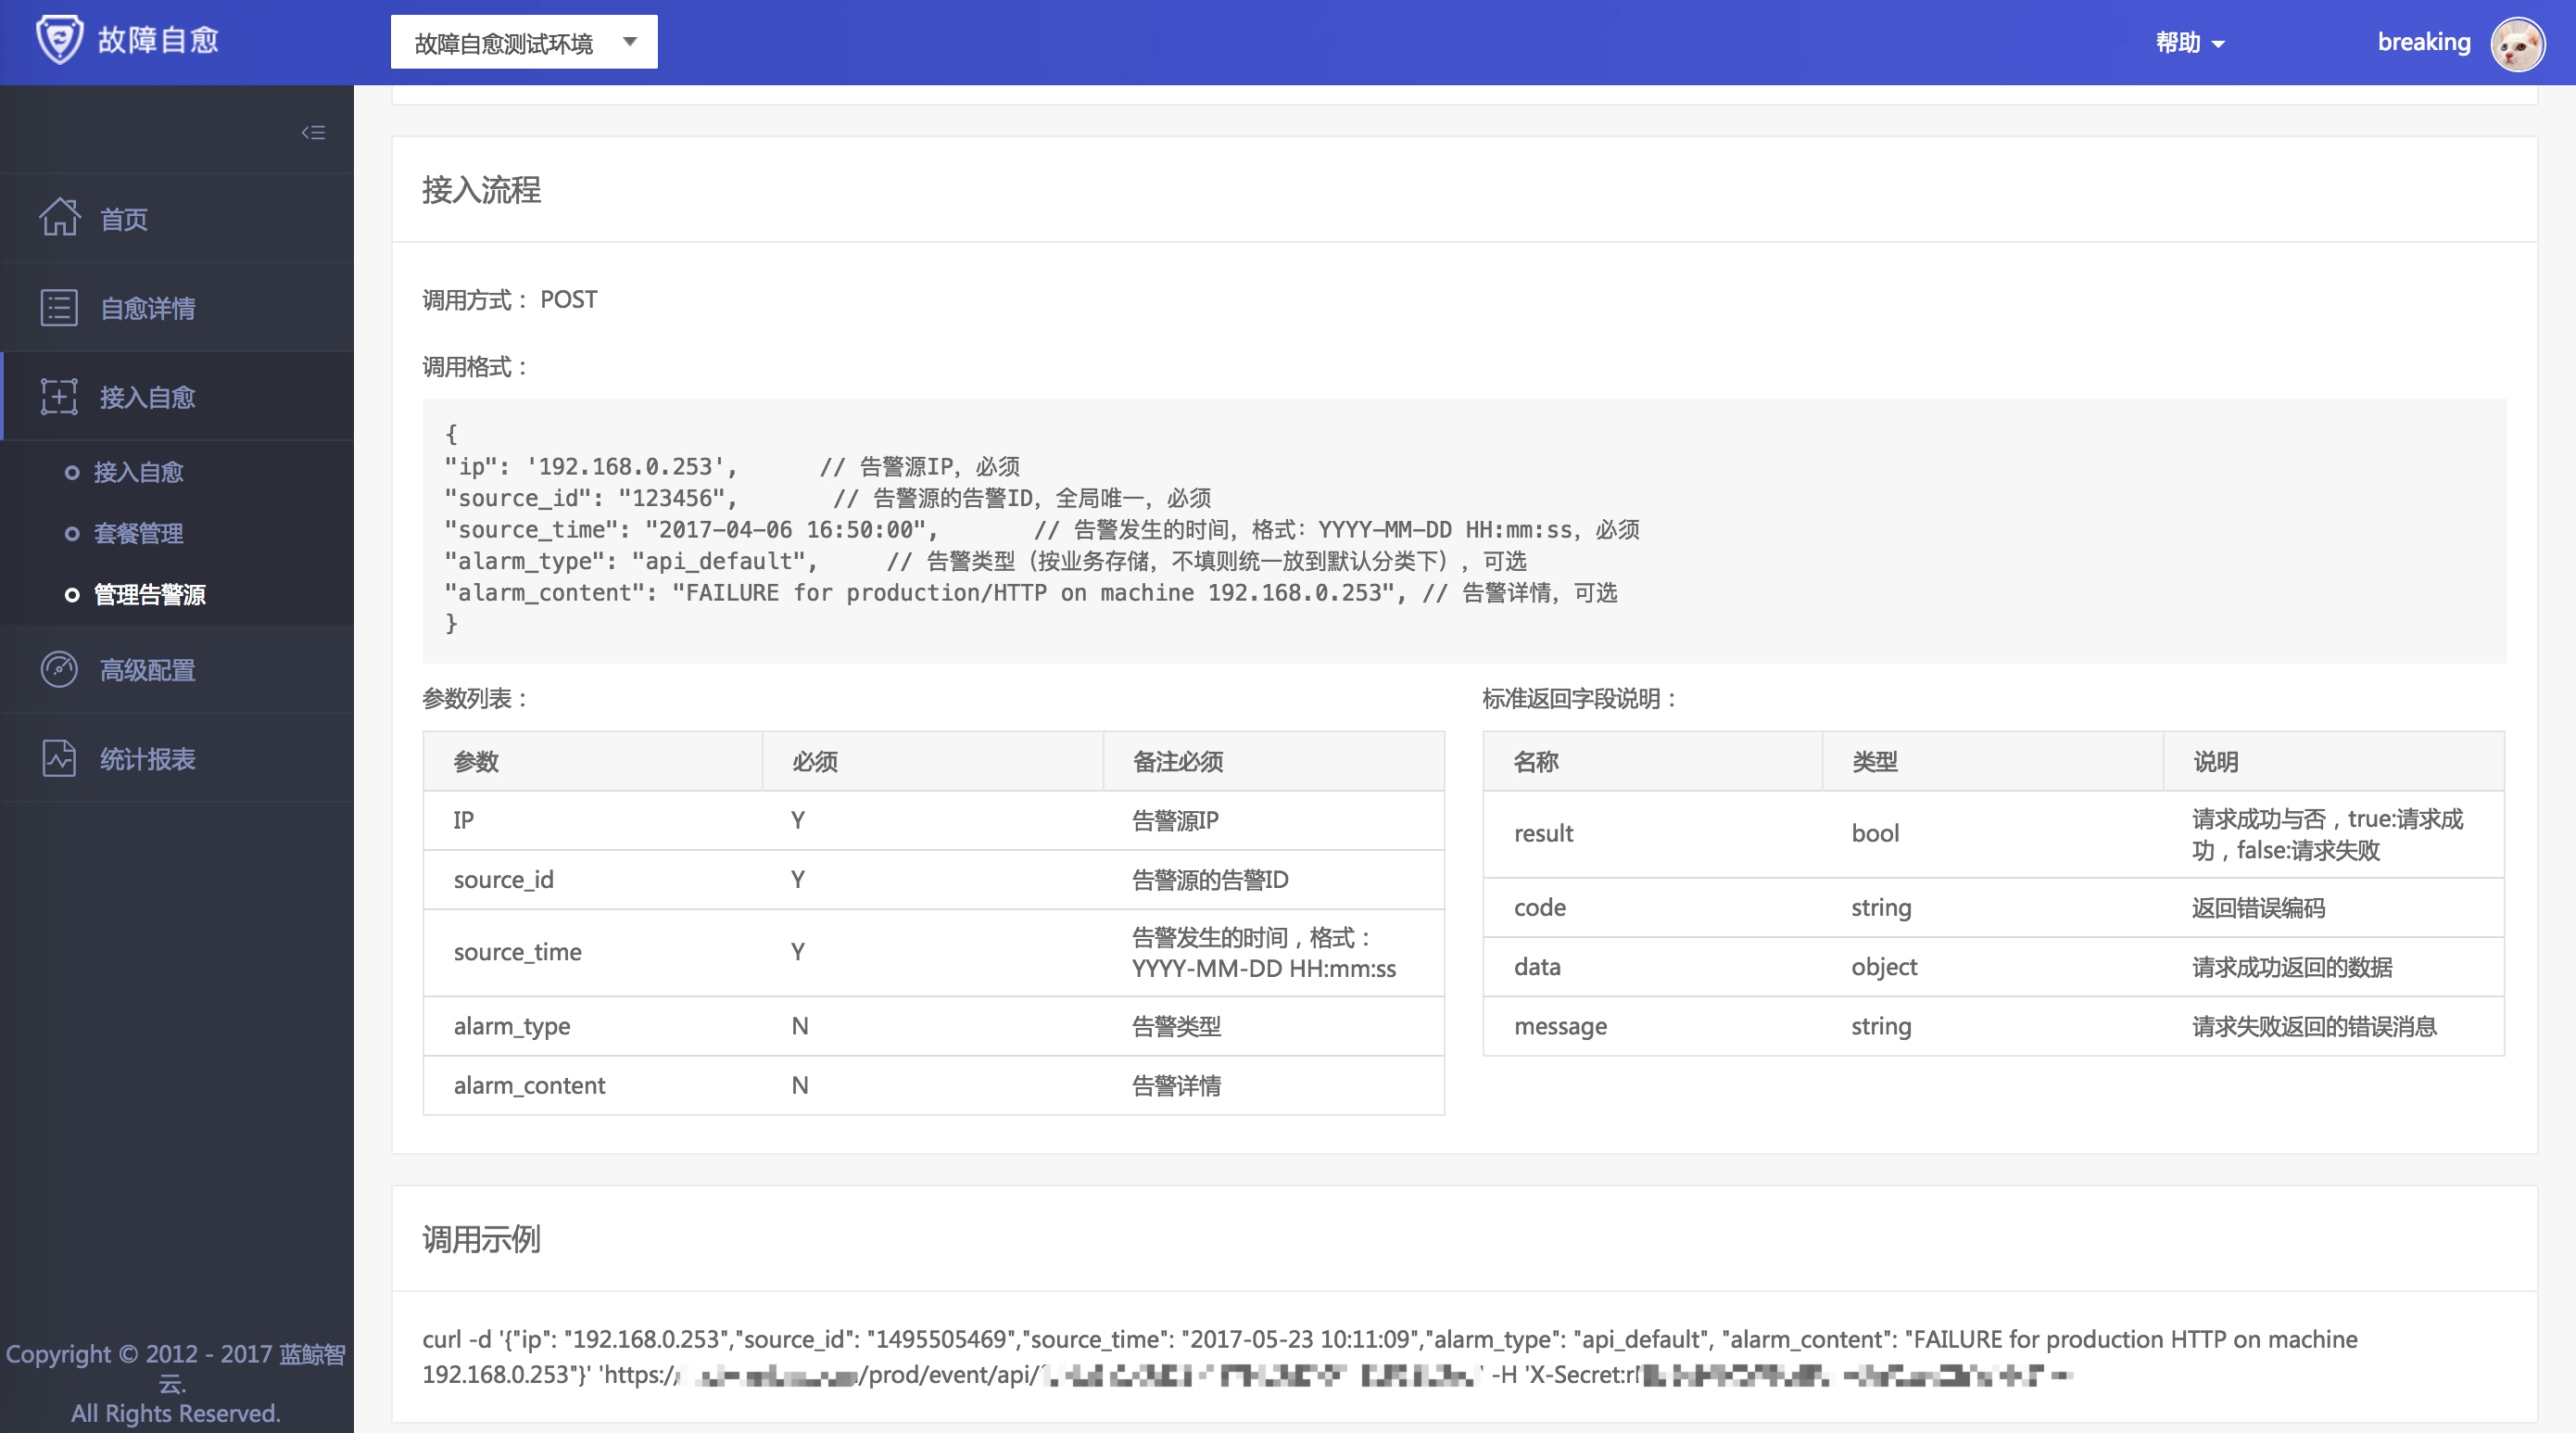 故障自愈
故障自愈测试环境
帮助
breaking
首页
自愈详情
接入自愈
接入自愈
套餐管理
管理告警源
高级配置
统计报表
Copyright © 2012 - 2017 蓝鲸智
云.
All Rights Reserved.
接入流程
调用方式： POST
调用格式：
{
"ip": '192.168.0.253', // 告警源IP，必须
"source_id": "123456", // 告警源的告警ID，全局唯一，必须
"source_time": "2017-04-06 16:50:00", // 告警发生的时间，格式：YYYY-MM-DD HH:mm:ss，必须
"alarm_type": "api_default", // 告警类型（按业务存储，不填则统一放到默认分类下），可选
"alarm_content": "FAILURE for production/HTTP on machine 192.168.0.253", // 告警详情，可选
}
参数列表：
参数 必须 备注必须
IP Y 告警源IP
source_id Y 告警源的告警ID
source_time Y 告警发生的时间，格式：
YYYY-MM-DD HH:mm:ss
alarm_type N 告警类型
alarm_content N 告警详情
标准返回字段说明：
名称 类型 说明
result bool 请求成功与否，true:请求成
功，false:请求失败
code string 返回错误编码
data object 请求成功返回的数据
message string 请求失败返回的错误消息
调用示例
curl -d '{"ip": "192.168.0.253","source_id": "1495505469","source_time": "2017-05-23 10:11:09","alarm_type": "api_default", "alarm_content": "FAILURE for production HTTP on machine
192.168.0.253"}' 'https:/ /prod/event/api/ ' -H 'X-Secret: